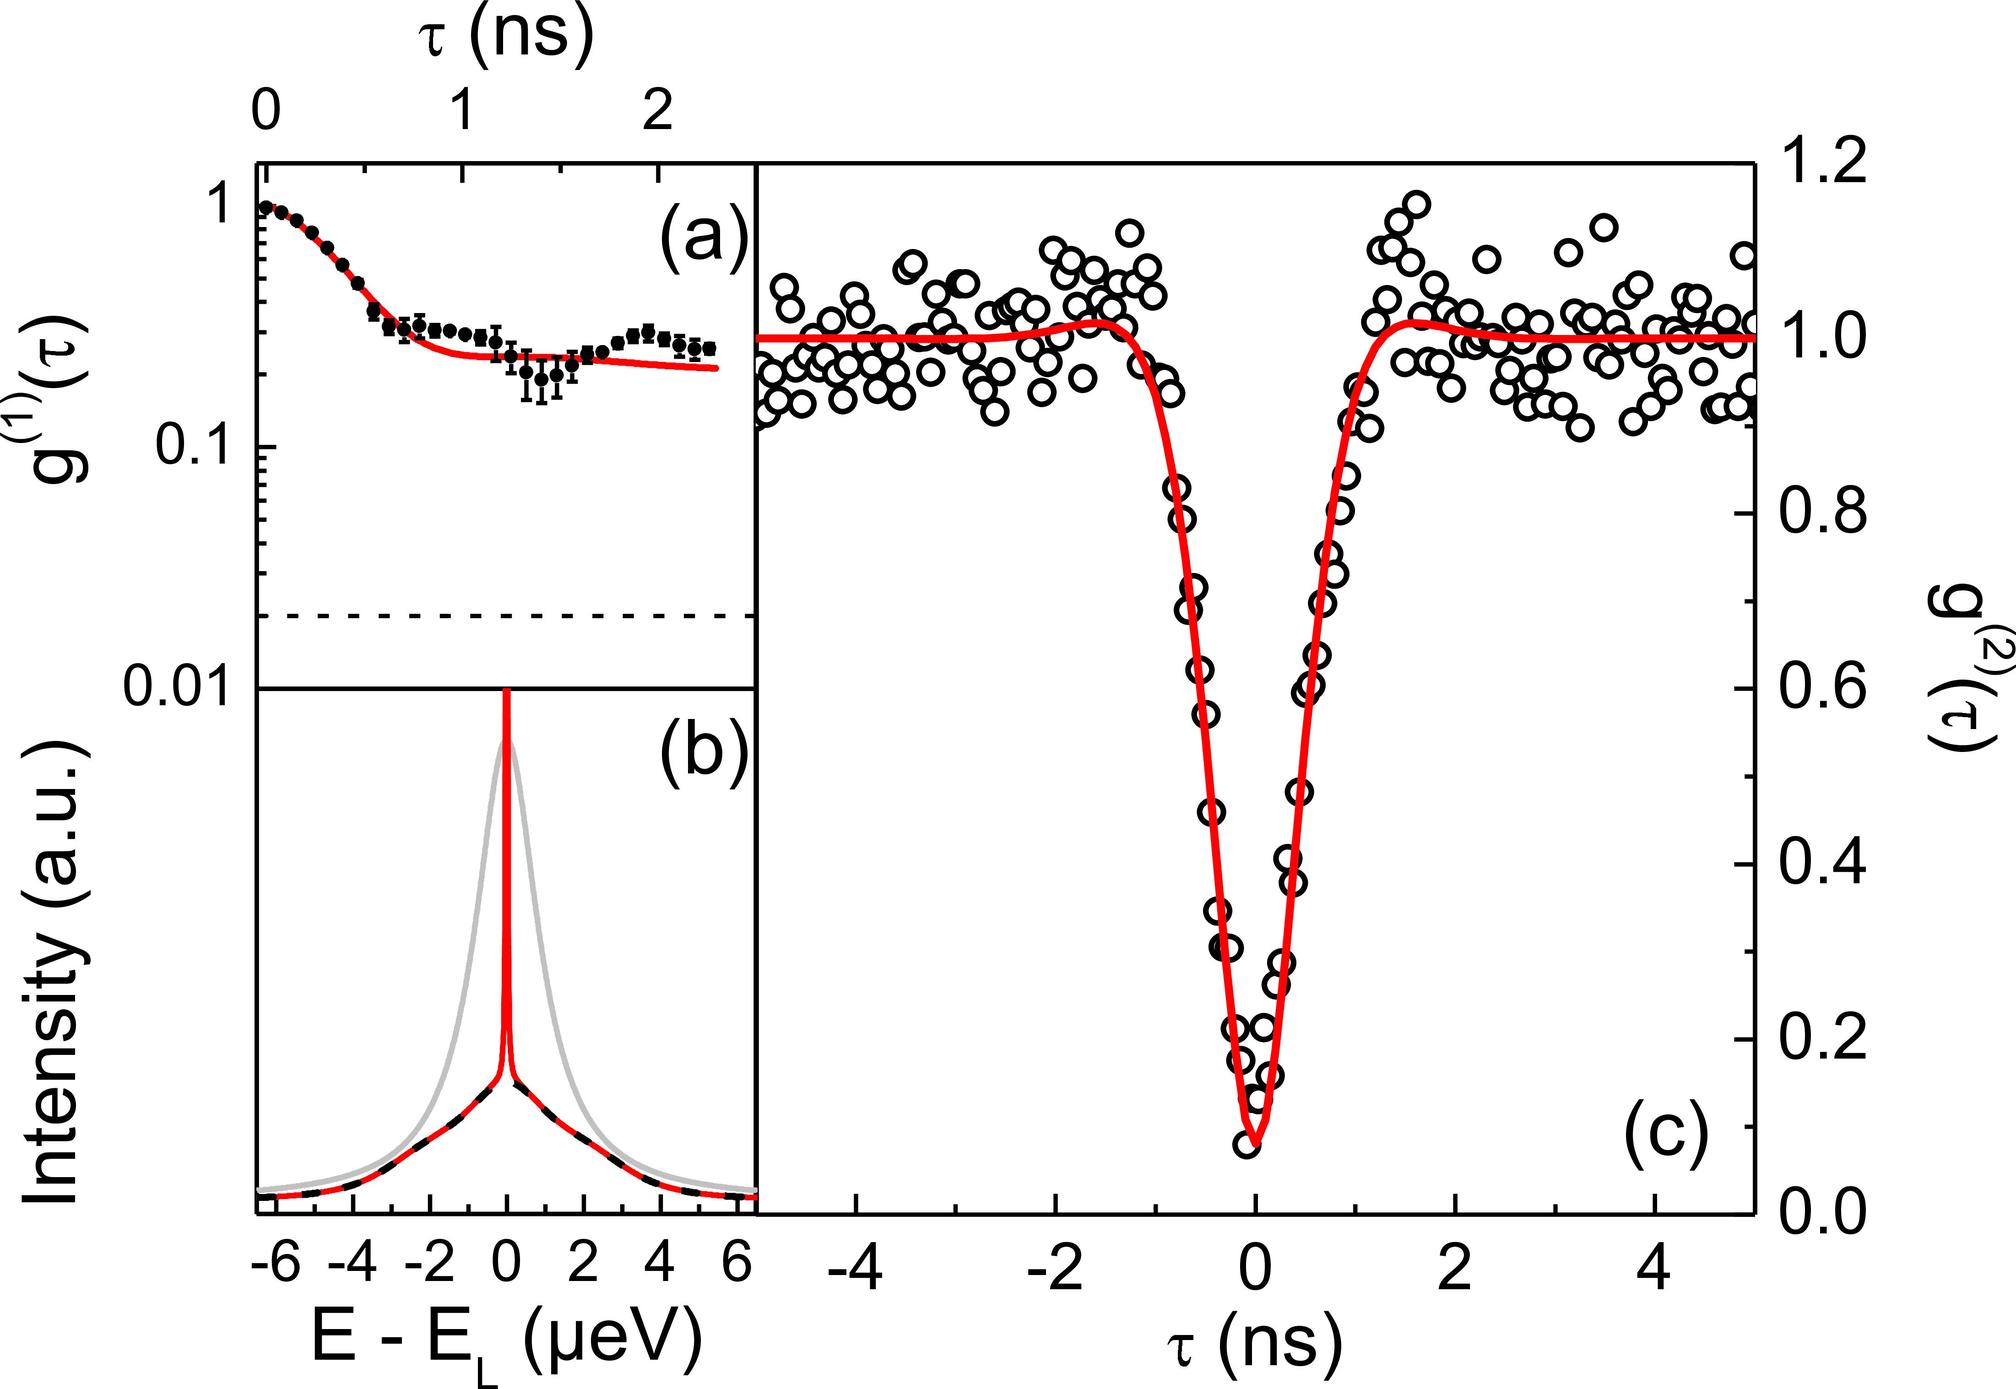 τ (ns)
0 1 2
1
0.1
0.01
g(1)(τ)
(a)
(b)
Intensity (a.u.)
-6 -4 -2 0 2 4 6
E - EL (μeV)
1.2
1.0
0.8
0.6
0.4
0.2
0.0
g(2)(τ)
(c)
-4 -2 0 2 4
τ (ns)